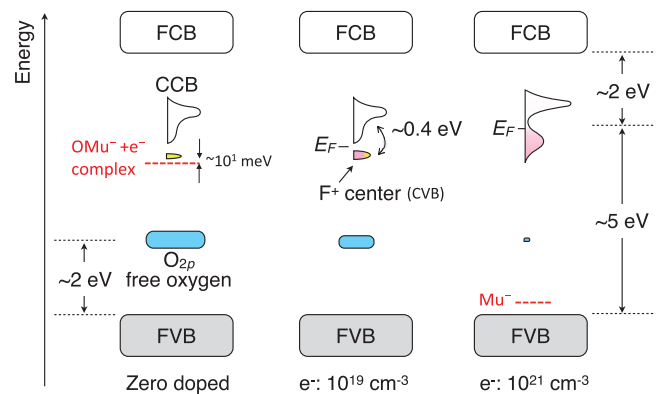 Energy
FCB
FCB
FCB
CCB
~2 eV
E_F
E_F
~0.4 eV
OMu⁻ +e⁻
complex
~10¹ meV
F⁺ center (CVB)
~5 eV
O₂ₚ
free oxygen
~2 eV
Mu⁻
FVB
FVB
FVB
Zero doped
e⁻: 10¹⁹ cm⁻³
e⁻: 10²¹ cm⁻³